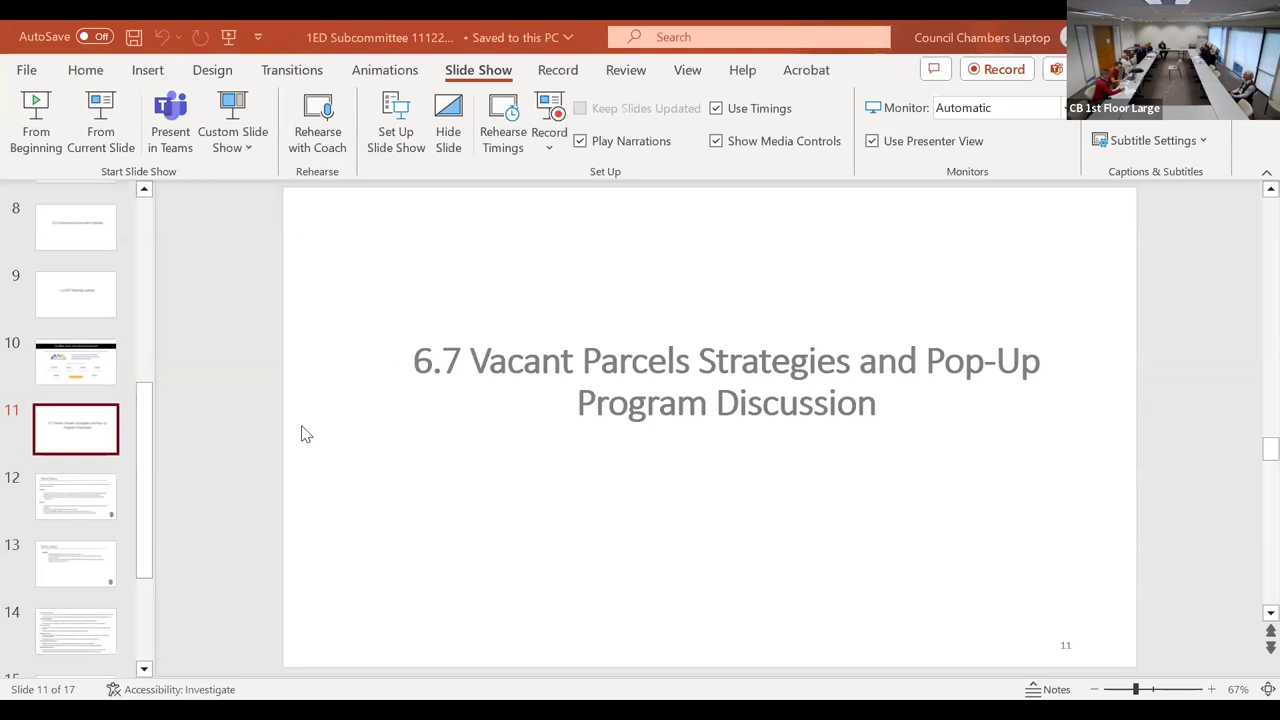 AutoSave Off
1ED Subcommittee 11122... • Saved to this PC
Search
Council Chambers Laptop
File Home Insert Design Transitions Animations Slide Show Record Review View Help Acrobat
Record
CB 1st Floor Large
From Beginning
From Current Slide
Present in Teams
Custom Slide Show
Rehearse with Coach
Set Up Slide Show
Hide Slide
Rehearse Timings
Record
Keep Slides Updated
Play Narrations
Use Timings
Show Media Controls
Monitor: Automatic
Use Presenter View
Subtitle Settings
Start Slide Show
Rehearse
Set Up
Monitors
Captions & Subtitles
8
9
10
11
12
13
14
6.7 Vacant Parcels Strategies and Pop-Up
Program Discussion
11
Slide 11 of 17
Accessibility: Investigate
Notes
67%